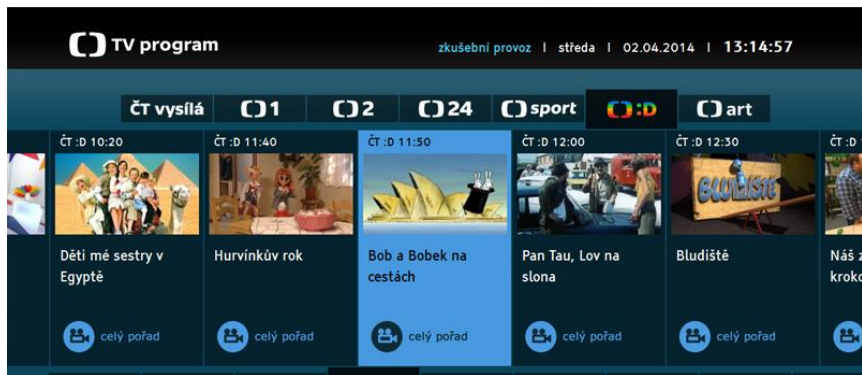 TV program
zkušební provoz | středa | 02.04.2014 | 13:14:57
ČT vysílá 1 2 24 sport :D art
ČT :D 10:20 ČT :D 11:40 ČT :D 11:50 ČT :D 12:00 ČT :D 12:30 ČT :D
BLUDIŠTĚ
Děti mé sestry v Hurvínkův rok Bob a Bobek na Pan Tau, Lov na Bludiště Náš
Egyptě cestách slona
celý pořad celý pořad celý pořad celý pořad celý pořad